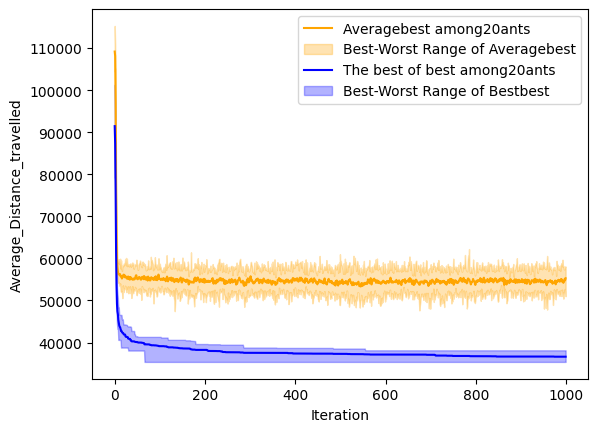 Averagebest among20ants
Best-Worst Range of Averagebest
The best of best among20ants
Best-Worst Range of Bestbest
110000
100000
90000
80000
70000
60000
50000
40000
Average_Distance_travelled
0 200 400 600 800 1000
Iteration